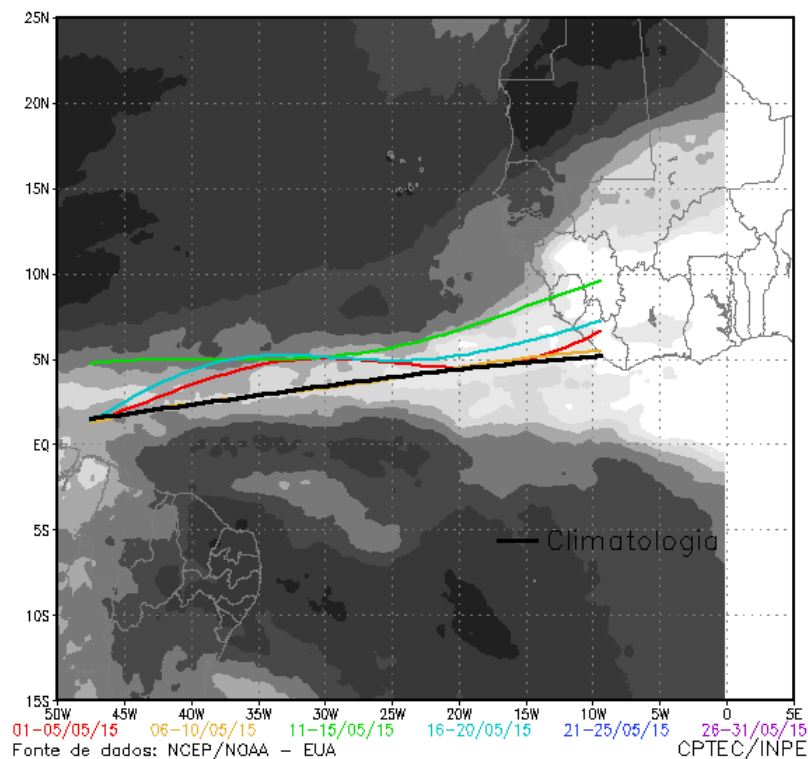 25N
20N
15N
10N
5N
EQ
5S
Climatologia
10S
15S
50W 45W 40W 35W 30W 25W 20W 15W 10W 5W 0 5E
01-05/05/15 06-10/05/15 11-15/05/15 16-20/05/15 21-25/05/15 26-31/05/15
Fonte de dados: NCEP/NOAA - EUA CPTEC/INPE